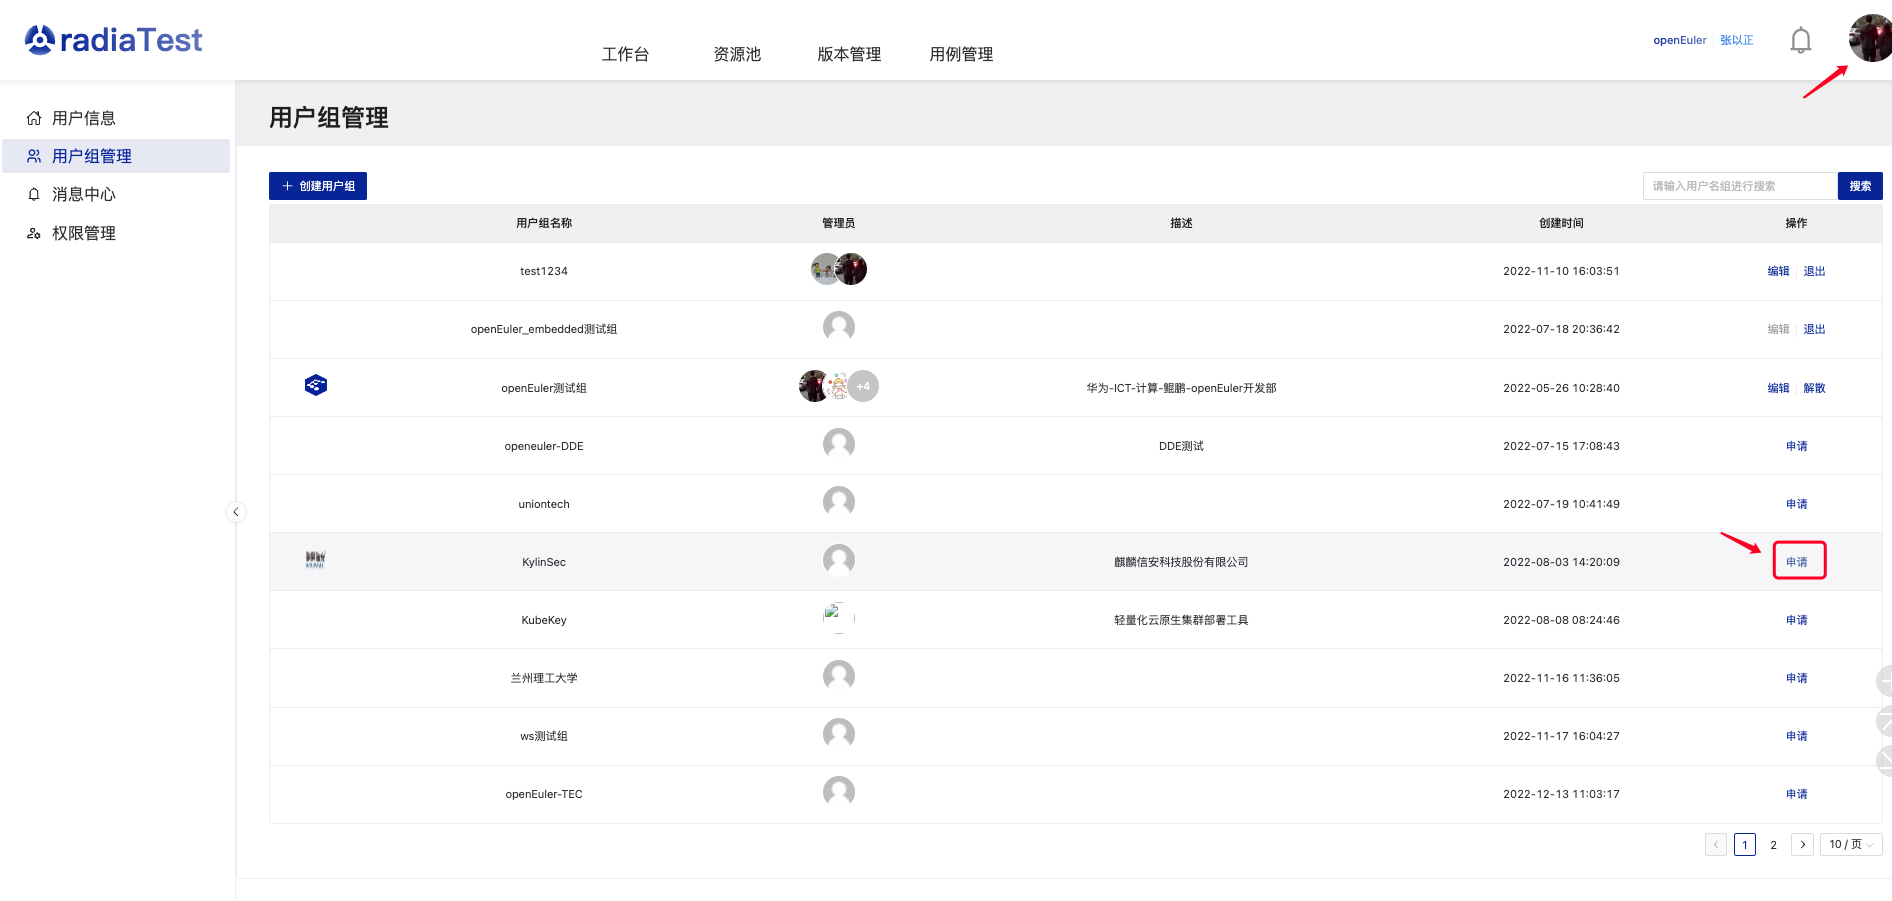 radiaTest
工作台 资源池 版本管理 用例管理
openEuler 张以正
用户信息
用户组管理
消息中心
权限管理
用户组管理
创建用户组
请输入用户名组进行搜索 搜索
用户组名称 管理员 描述 创建时间 操作
test1234 2022-11-10 16:03:51 编辑 退出
openEuler_embedded测试组 2022-07-18 20:36:42 编辑 退出
openEuler测试组 +4 华为-ICT-计算-鲲鹏-openEuler开发部 2022-05-26 10:28:40 编辑 解散
openeuler-DDE DDE测试 2022-07-15 17:08:43 申请
uniontech 2022-07-19 10:41:49 申请
KylinSec 麒麟信安科技股份有限公司 2022-08-03 14:20:09 申请
KubeKey 轻量化云原生集群部署工具 2022-08-08 08:24:46 申请
兰州理工大学 2022-11-16 11:36:05 申请
ws测试组 2022-11-17 16:04:27 申请
openEuler-TEC 2022-12-13 11:03:17 申请
1 2 10 / 页